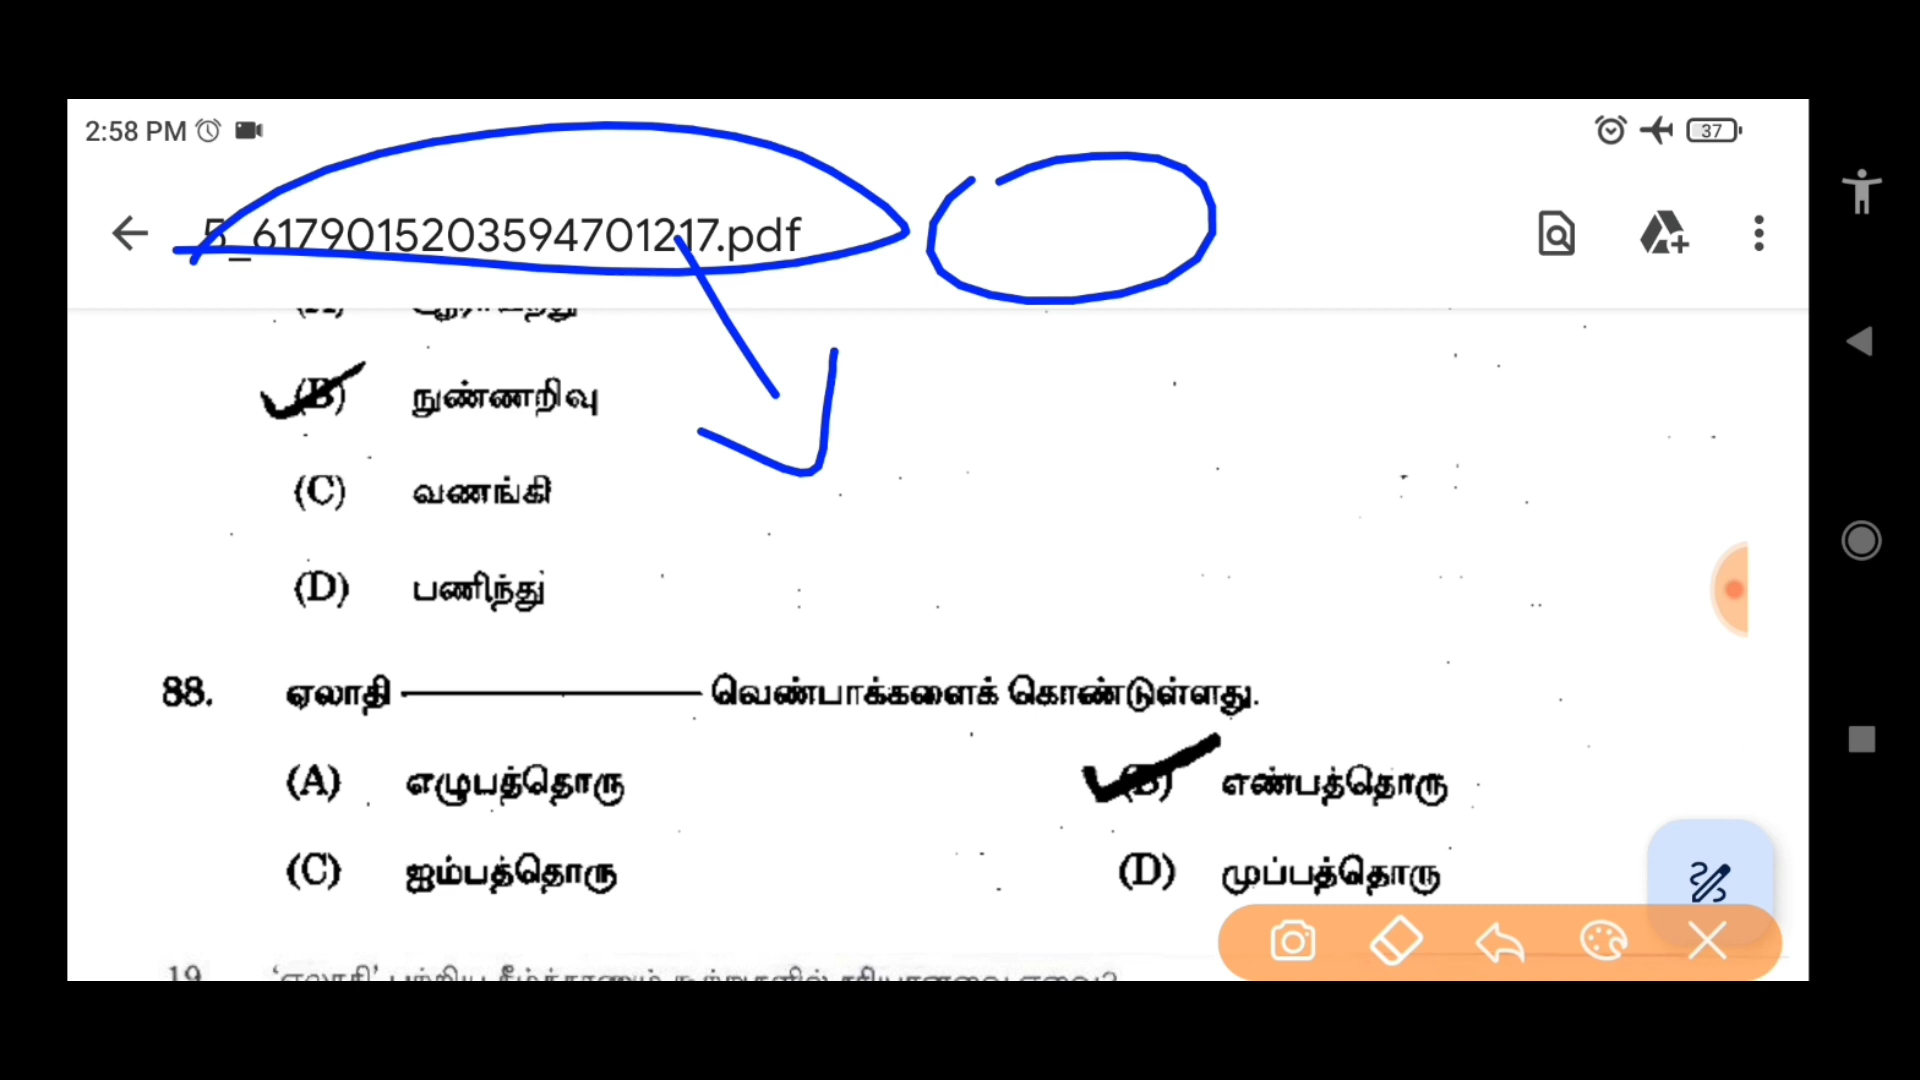 2:58 PM
37
5_6179015203594701217.pdf
(B) நுண்ணறிவு
(C) வணங்கி
(D) பணிந்து
88. ஏலாதி ———— வெண்பாக்களைக் கொண்டுள்ளது.
(A) எழுபத்தொரு (B) எண்பத்தொரு
(C) ஐம்பத்தொரு (D) முப்பத்தொரு